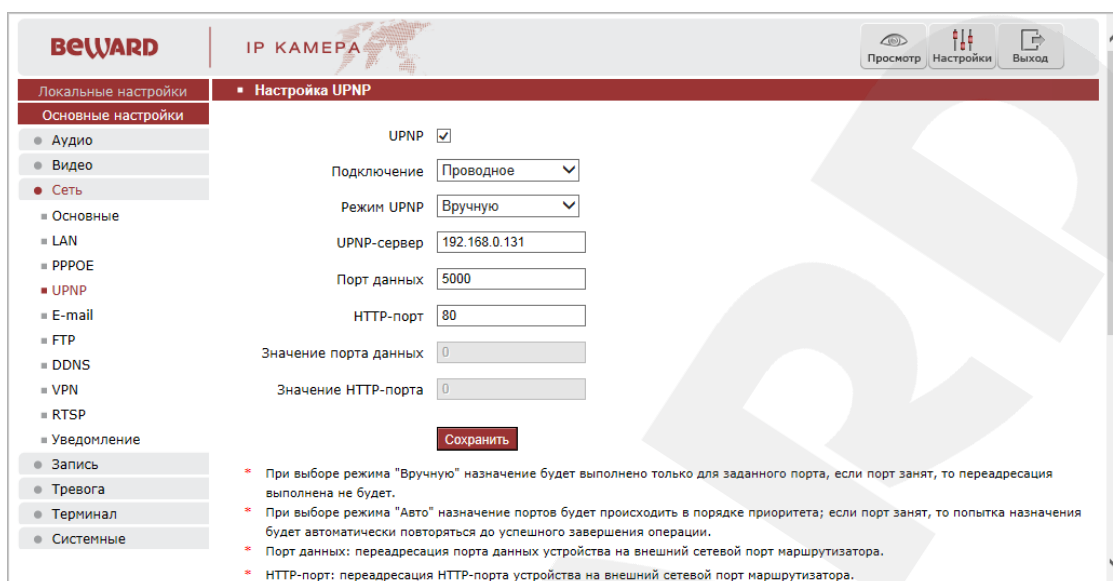 BEWARD
IP КАМЕРА
Просмотр
Настройки
Выход
Локальные настройки
Основные настройки
Аудио
Видео
Сеть
Основные
LAN
PPPOE
UPNP
E-mail
FTP
DDNS
VPN
RTSP
Уведомление
Запись
Тревога
Терминал
Системные
Настройка UPNP
UPNP
Подключение Проводное
Режим UPNP Вручную
UPNP-сервер 192.168.0.131
Порт данных 5000
HTTP-порт 80
Значение порта данных 0
Значение HTTP-порта 0
Сохранить
* При выборе режима "Вручную" назначение будет выполнено только для заданного порта, если порт занят, то переадресация
выполнена не будет.
* При выборе режима "Авто" назначение портов будет происходить в порядке приоритета; если порт занят, то попытка назначения
будет автоматически повторяться до успешного завершения операции.
* Порт данных: переадресация порта данных устройства на внешний сетевой порт маршрутизатора.
* HTTP-порт: переадресация HTTP-порта устройства на внешний сетевой порт маршрутизатора.